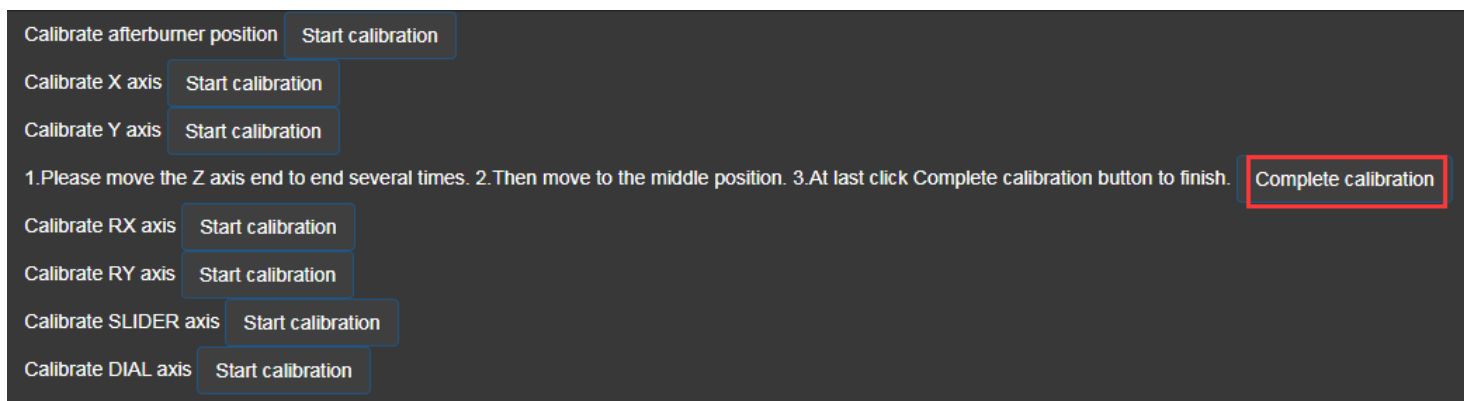 Calibrate afterburner position Start calibration
Calibrate X axis Start calibration
Calibrate Y axis Start calibration
1.Please move the Z axis end to end several times. 2.Then move to the middle position. 3.At last click Complete calibration button to finish. Complete calibration
Calibrate RX axis Start calibration
Calibrate RY axis Start calibration
Calibrate SLIDER axis Start calibration
Calibrate DIAL axis Start calibration